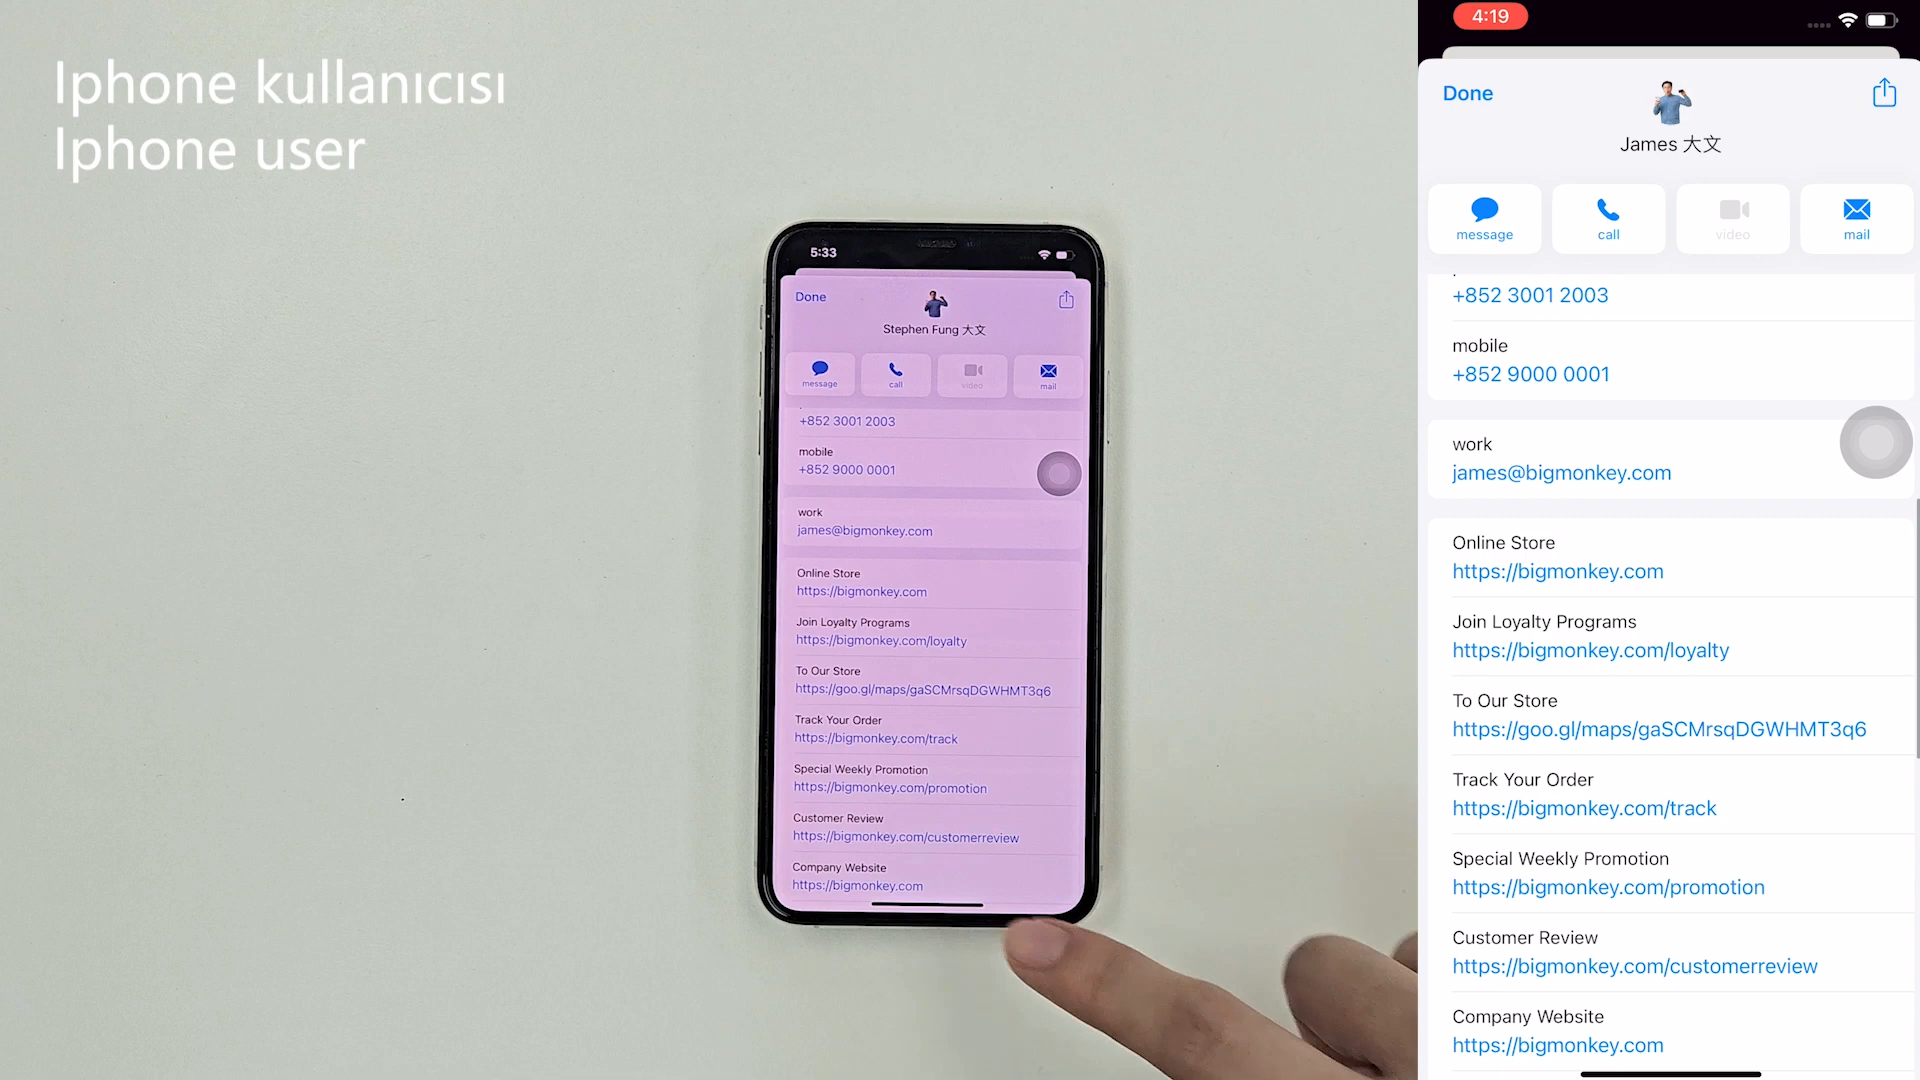 Iphone kullanıcısı
Iphone user
5:33
Done
Stephen Fung 大文
message
call
video
mail
+852 3001 2003
mobile
+852 9000 0001
work
james@bigmonkey.com
Online Store
https://bigmonkey.com
Join Loyalty Programs
https://bigmonkey.com/loyalty
To Our Store
https://goo.gl/maps/gaSCMrsqDGWHMT3q6
Track Your Order
https://bigmonkey.com/track
Special Weekly Promotion
https://bigmonkey.com/promotion
Customer Review
https://bigmonkey.com/customerreview
Company Website
https://bigmonkey.com
4:19
Done
James 大文
message
call
video
mail
+852 3001 2003
mobile
+852 9000 0001
work
james@bigmonkey.com
Online Store
https://bigmonkey.com
Join Loyalty Programs
https://bigmonkey.com/loyalty
To Our Store
https://goo.gl/maps/gaSCMrsqDGWHMT3q6
Track Your Order
https://bigmonkey.com/track
Special Weekly Promotion
https://bigmonkey.com/promotion
Customer Review
https://bigmonkey.com/customerreview
Company Website
https://bigmonkey.com